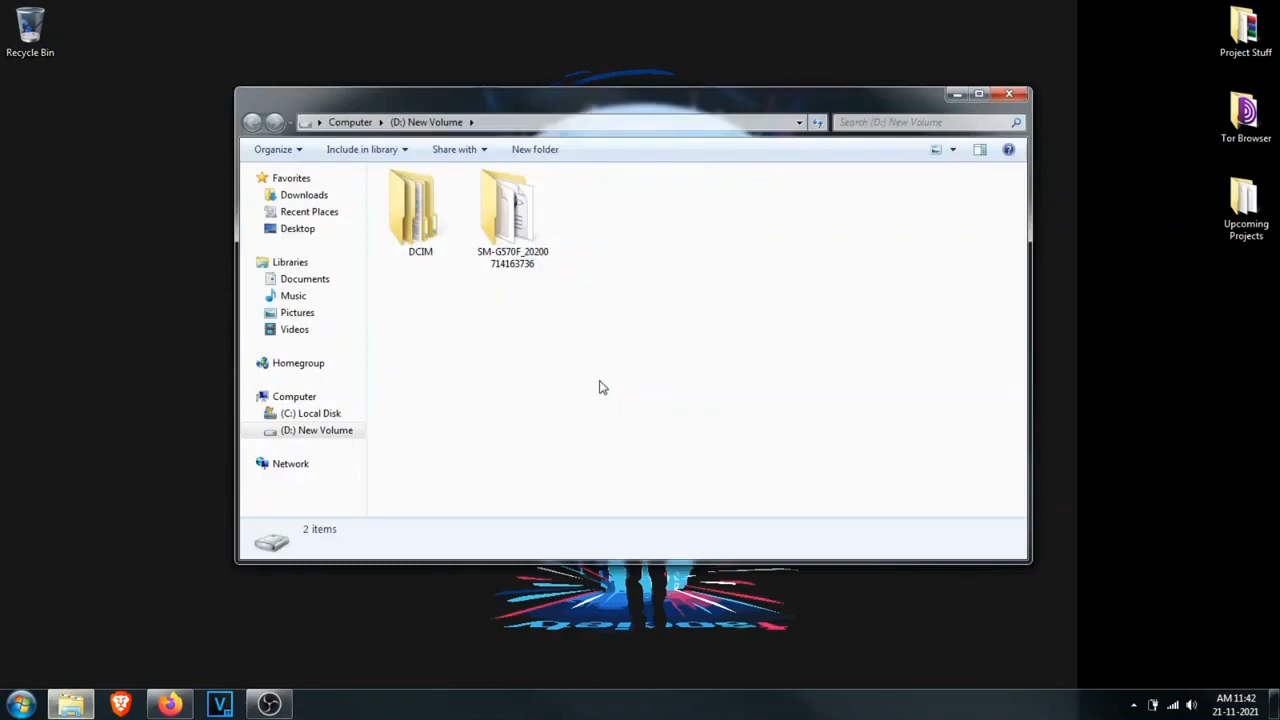 Recycle Bin
Project Stuff
Tor Browser
Upcoming
Projects
Computer (D:) New Volume
Search (D:) New Volume
Organize Include in library Share with New folder
Favorites
Downloads
Recent Places
Desktop
Libraries
Documents
Music
Pictures
Videos
Homegroup
Computer
(C:) Local Disk
(D:) New Volume
Network
DCIM
SM-G570F_20200
714163736
2 items
AM 11:42
21-11-2021